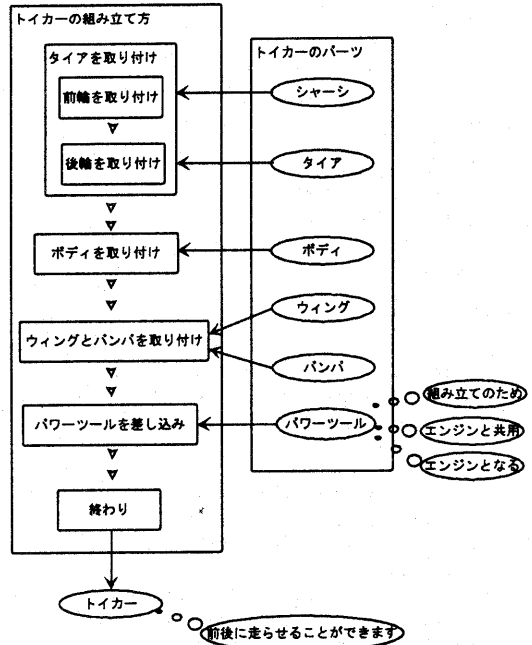 トイカーの組み立て方
タイアを取り付け
前輪を取り付け
後輪を取り付け
ボディを取り付け
ウィングとバンパを取り付け
パワーツールを差し込み
終わり
トイカー
前後に走らせることができます
トイカーのパーツ
シャーシ
タイア
ボディ
ウィング
バンパ
パワーツール
組み立てのため
エンジンと共用
エンジンとなる